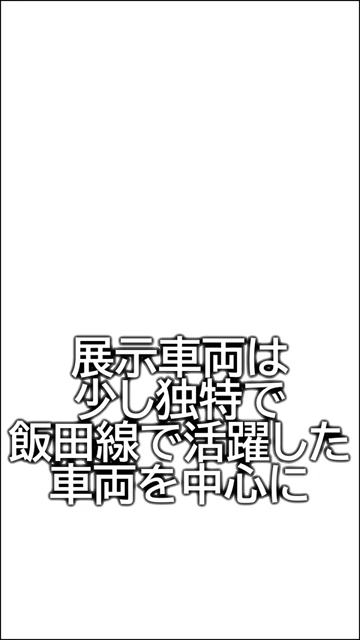 展示車両は
少し独特で
飯田線で活躍した
車両を中心に